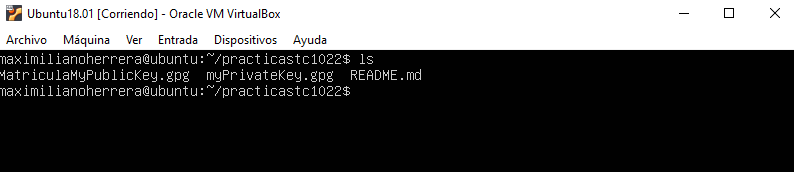 Ubuntu18.01 [Corriendo] - Oracle VM VirtualBox
Archivo Máquina Ver Entrada Dispositivos Ayuda
maximilianoherrera@ubuntu:~/practicastc1022$ ls
MatriculaMyPublicKey.gpg myPrivateKey.gpg README.md
maximilianoherrera@ubuntu:~/practicastc1022$